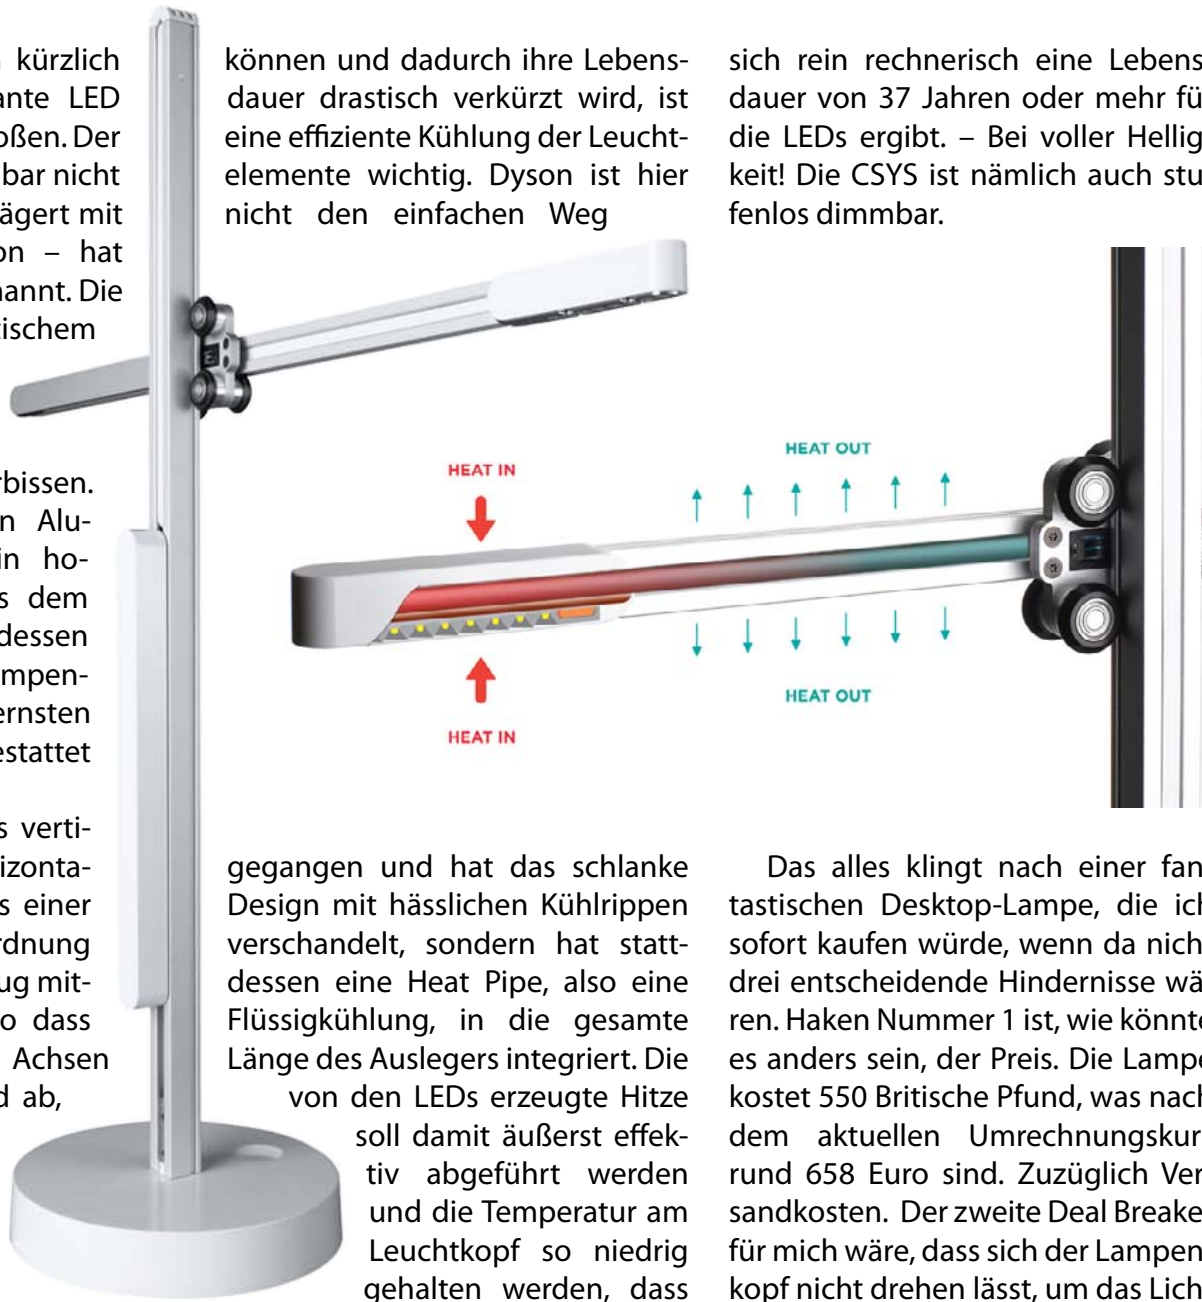 kürzlich
ante LED
oßen. Der
bar nicht
ägert mit
on – hat
nannt. Die
tischem
rbissen.
n Alu-
in ho-
s dem
dessen
mpen-
ernsten
estattet
s verti-
izonta-
s einer
rdnung
ug mit-
o dass
Achsen
d ab,
können und dadurch ihre Lebens-
dauer drastisch verkürzt wird, ist
eine effiziente Kühlung der Leucht-
elemente wichtig. Dyson ist hier
nicht den einfachen Weg
HEAT IN
HEAT OUT
HEAT OUT
HEAT IN
gegangen und hat das schlanke
Design mit hässlichen Kühlrippen
verschandelt, sondern hat statt-
dessen eine Heat Pipe, also eine
Flüssigkühlung, in die gesamte
Länge des Auslegers integriert. Die
von den LEDs erzeugte Hitze
soll damit äußerst effek-
tiv abgeführt werden
und die Temperatur am
Leuchtkopf so niedrig
gehalten werden, dass
sich rein rechnerisch eine Lebens
dauer von 37 Jahren oder mehr fü
die LEDs ergibt. – Bei voller Hellig
keit! Die CSYS ist nämlich auch stu
fenlos dimmbar.
Das alles klingt nach einer fan
tastischen Desktop-Lampe, die ich
sofort kaufen würde, wenn da nich
drei entscheidende Hindernisse wä
ren. Haken Nummer 1 ist, wie könnte
es anders sein, der Preis. Die Lampe
kostet 550 Britische Pfund, was nach
dem aktuellen Umrechnungskur
rund 658 Euro sind. Zuzüglich Ver
sandkosten. Der zweite Deal Breake
für mich wäre, dass sich der Lampen
kopf nicht drehen lässt, um das Lich